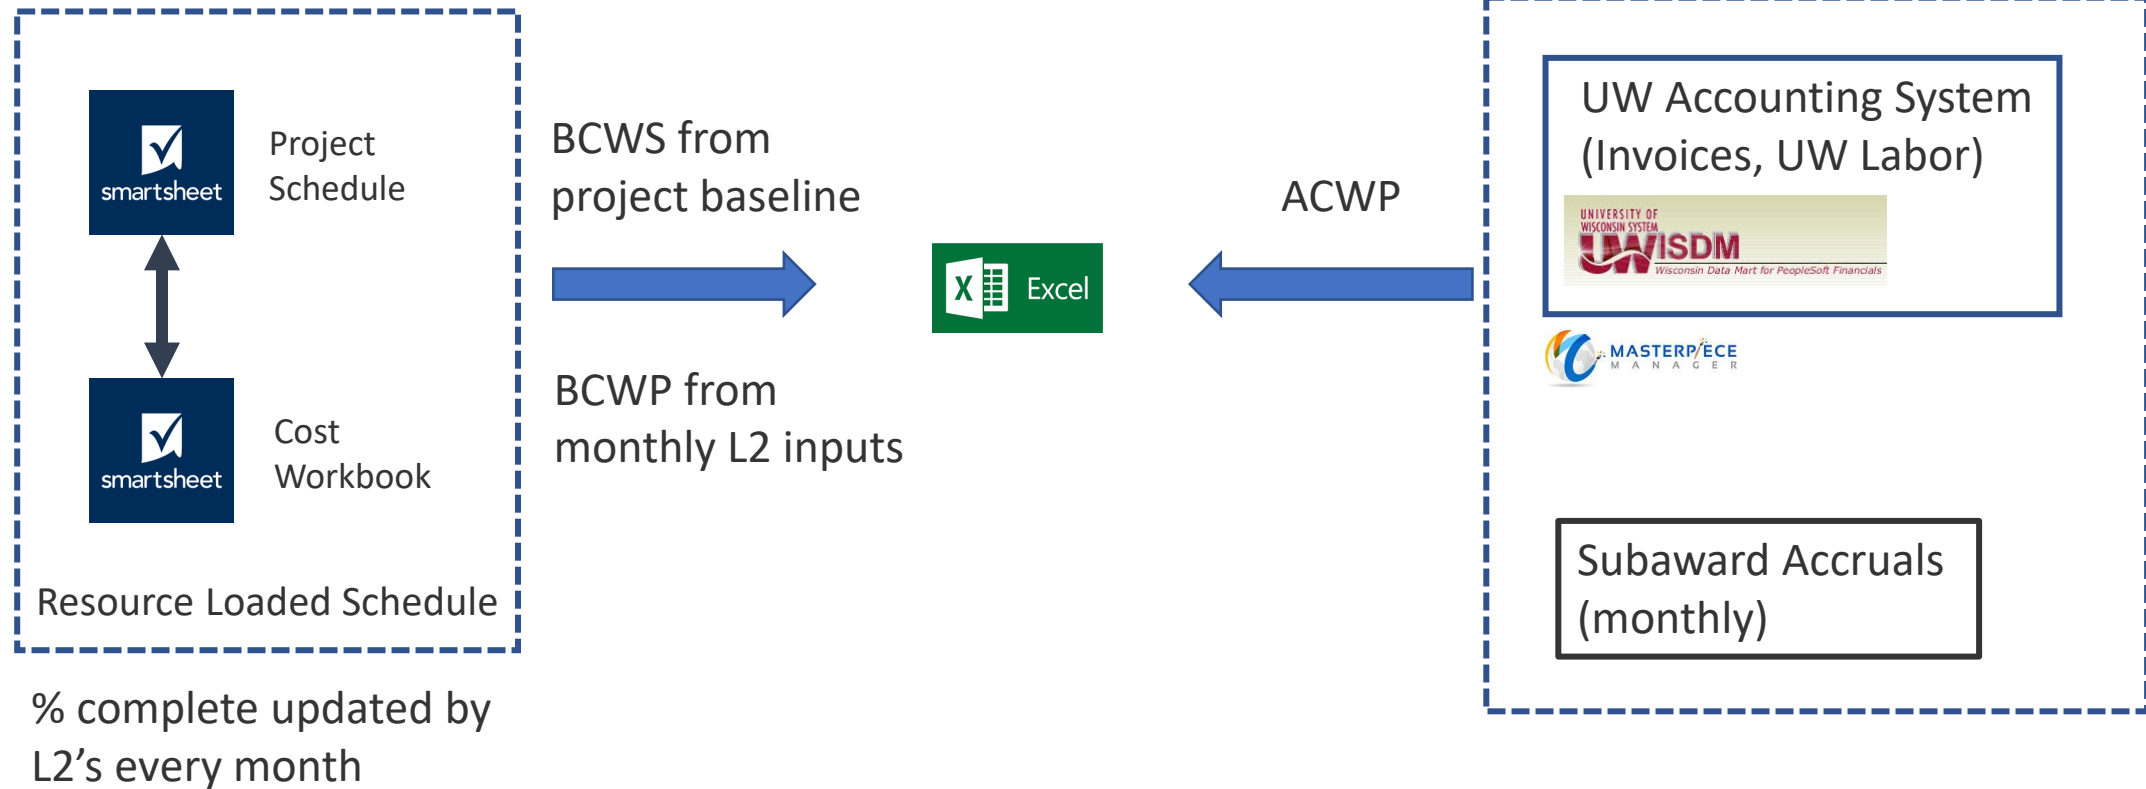 smartsheet
Project
Schedule
smartsheet
Cost
Workbook
Resource Loaded Schedule
% complete updated by
L2’s every month
BCWS from
project baseline
BCWP from
monthly L2 inputs
X Excel
ACWP
UW Accounting System
(Invoices, UW Labor)
UNIVERSITY OF
WISCONSIN SYSTEM
UWISDM
Wisconsin Data Mart for PeopleSoft Financials
MASTERPIECE
MANAGER
Subaward Accruals
(monthly)